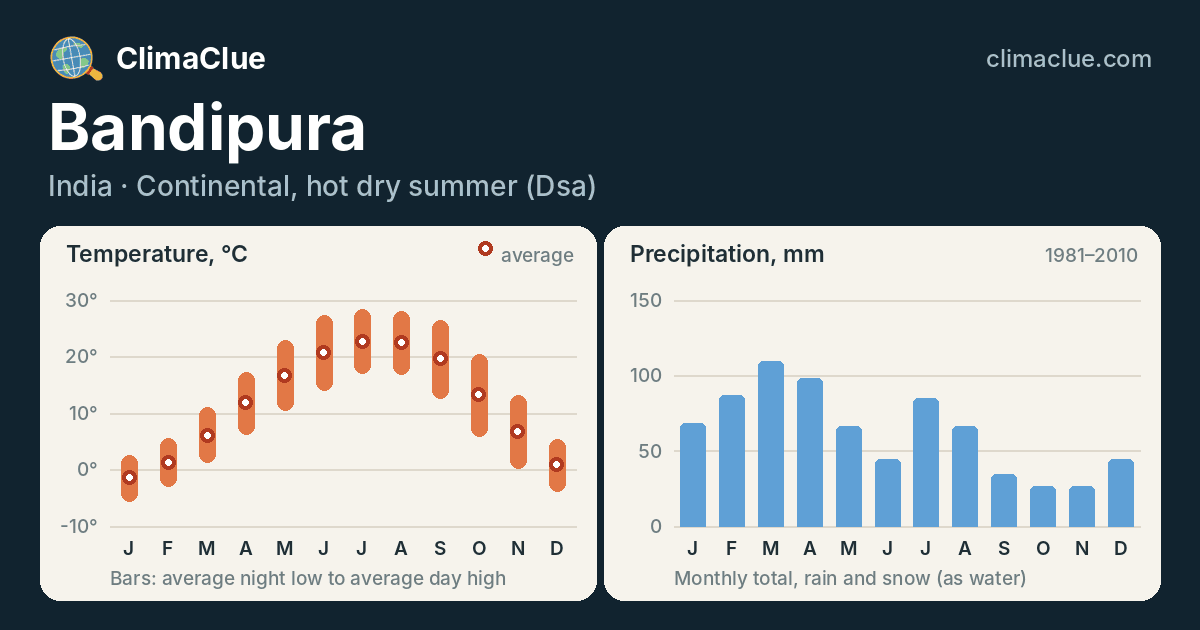 ClimaClue
climaclue.com
Bandipura
India · Continental, hot dry summer (Dsa)
Temperature, °C
average
30°
20°
10°
0°
-10°
J F M A M J J A S O N D
Bars: average night low to average day high
Precipitation, mm
1981–2010
150
100
50
0
J F M A M J J A S O N D
Monthly total, rain and snow (as water)